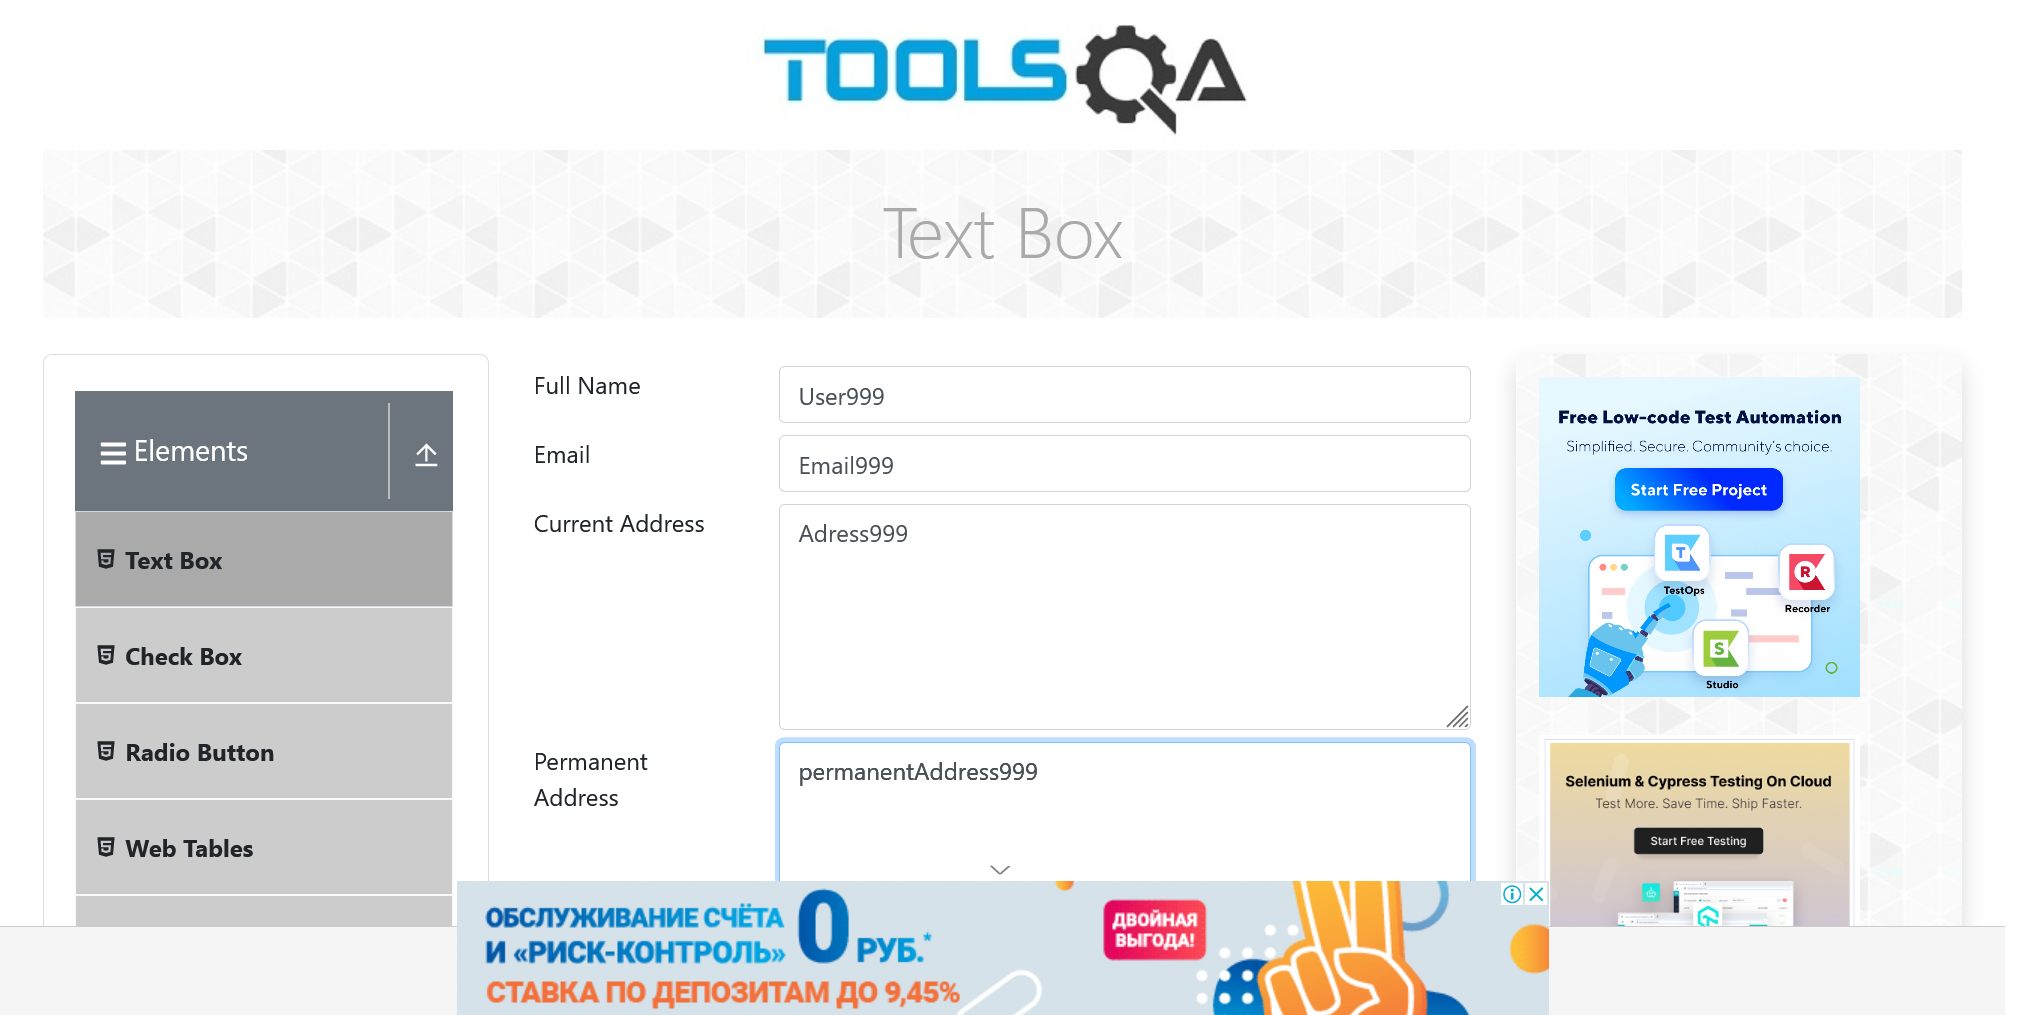 TOOLSQA
Text Box
Elements
Text Box
Check Box
Radio Button
Web Tables
Full Name
User999
Email
Email999
Current Address
Adress999
Permanent
Address
permanentAddress999
Free Low-code Test Automation
Simplified. Secure. Community's choice.
Start Free Project
T
TestOps
R
Recorder
S
Studio
Selenium & Cypress Testing On Cloud
Test More. Save Time. Ship Faster.
Start Free Testing
ОБСЛУЖИВАНИЕ СЧЁТА
И «РИСК-КОНТРОЛЬ» 0 РУБ.*
СТАВКА ПО ДЕПОЗИТАМ ДО 9,45%
ДВОЙНАЯ
ВЫГОДА!